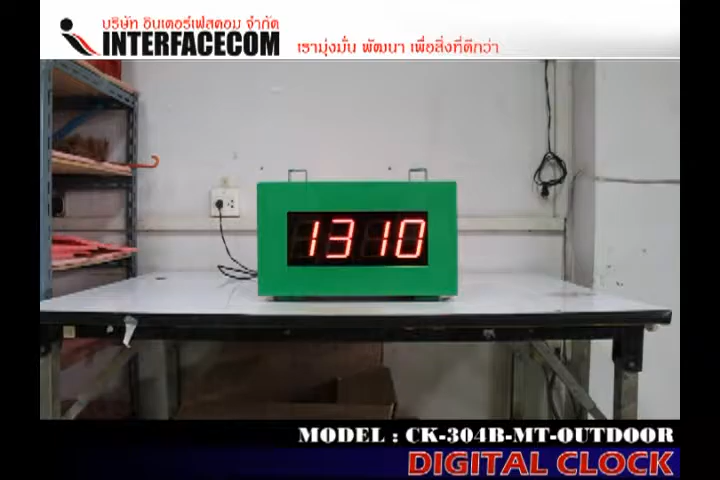 บริษัท อินเตอร์เฟสคอม จำกัด
INTERFACECOM
เรามุ่งมั่น พัฒนา เพื่อสิ่งที่ดีกว่า
1310
MODEL : CK-304B-MT-OUTDOOR
DIGITAL CLOCK